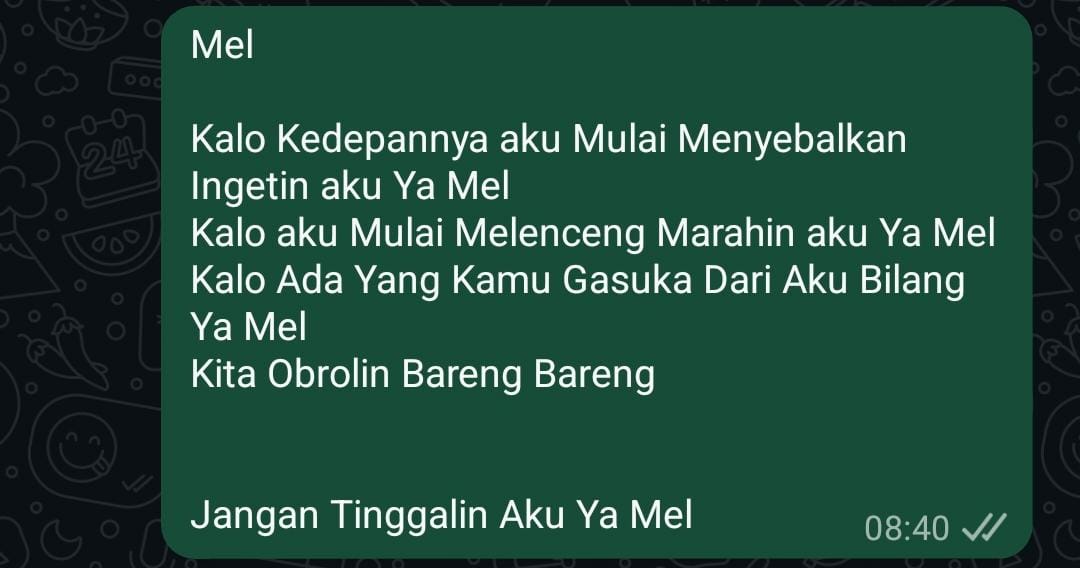 Mel
Kalo Kedepannya aku Mulai Menyebalkan
Ingetin aku Ya Mel
Kalo aku Mulai Melenceng Marahin aku Ya Mel
Kalo Ada Yang Kamu Gasuka Dari Aku Bilang
Ya Mel
Kita Obrolin Bareng Bareng
Jangan Tinggalin Aku Ya Mel
08:40
24